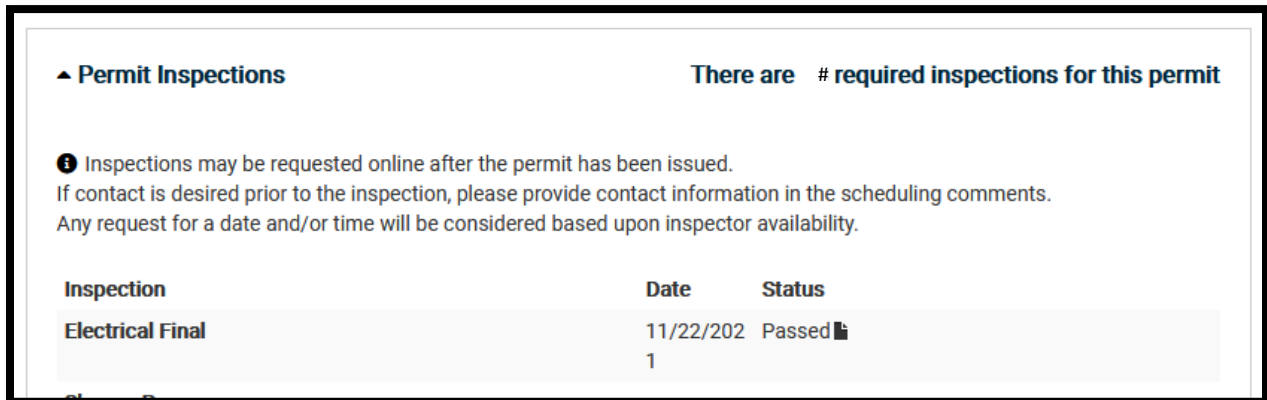 Permit Inspections
There are # required inspections for this permit
Inspections may be requested online after the permit has been issued.
If contact is desired prior to the inspection, please provide contact information in the scheduling comments.
Any request for a date and/or time will be considered based upon inspector availability.
Inspection Date Status
Electrical Final 11/22/202 Passed
1